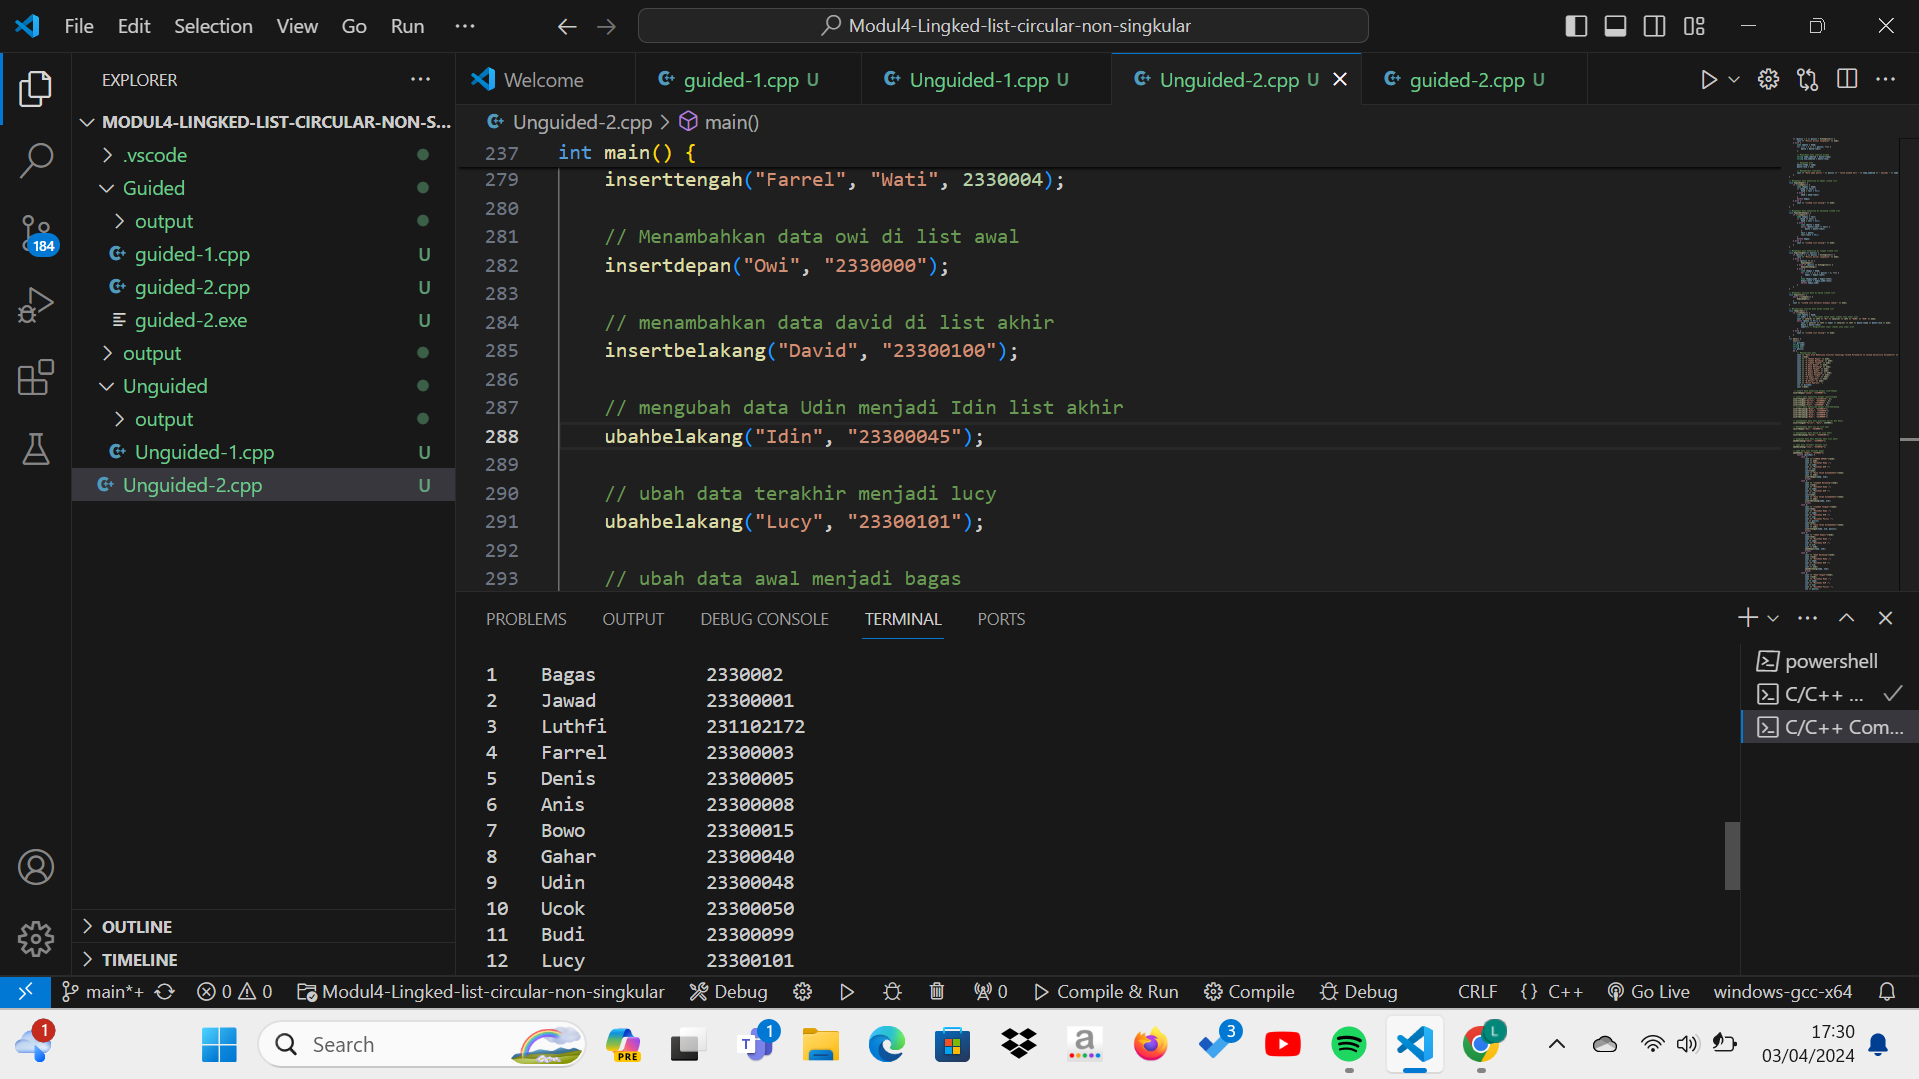 File Edit Selection View Go Run
Modul4-Lingked-list-circular-non-singkular
EXPLORER
MODUL4-LINGKED-LIST-CIRCULAR-NON-S...
.vscode
Guided
output
guided-1.cpp U
guided-2.cpp U
guided-2.exe U
output
Unguided
output
Unguided-1.cpp U
Unguided-2.cpp U
OUTLINE
TIMELINE
184
Welcome guided-1.cpp U Unguided-1.cpp U Unguided-2.cpp U guided-2.cpp U
Unguided-2.cpp > main()
237 int main() {
279 inserttengah("Farrel", "Wati", 2330004);
280
281 // Menambahkan data owi di list awal
282 insertdepan("Owi", "2330000");
283
284 // menambahkan data david di list akhir
285 insertbelakang("David", "23300100");
286
287 // mengubah data Udin menjadi Idin list akhir
288 ubahbelakang("Idin", "23300045");
289
290 // ubah data terakhir menjadi lucy
291 ubahbelakang("Lucy", "23300101");
292
293 // ubah data awal menjadi bagas
PROBLEMS OUTPUT DEBUG CONSOLE TERMINAL PORTS
1 Bagas 2330002
2 Jawad 23300001
3 Luthfi 231102172
4 Farrel 23300003
5 Denis 23300005
6 Anis 23300008
7 Bowo 23300015
8 Gahar 23300040
9 Udin 23300048
10 Ucok 23300050
11 Budi 23300099
12 Lucy 23300101
powershell
C/C++ ...
C/C++ Com...
main*+ 0 0 Modul4-Lingked-list-circular-non-singkular Debug 0 Compile & Run Compile Debug CRLF {} C++ Go Live windows-gcc-x64
1 Search PRE 1 3 L 17:30
03/04/2024